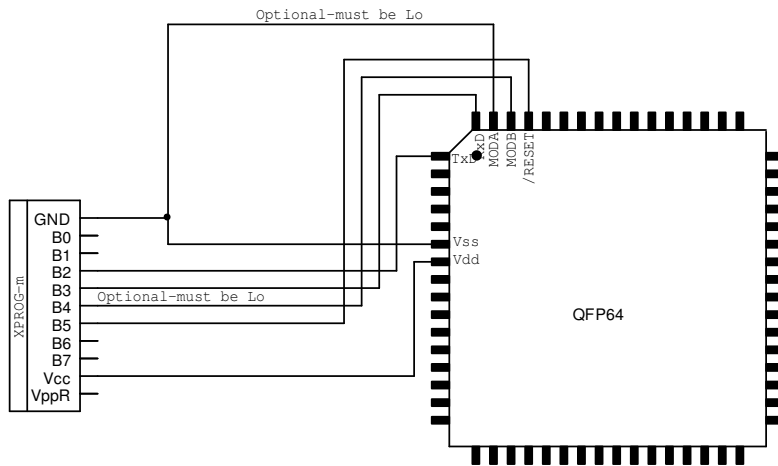 Optional-must be Lo
RxD
MODA
MODB
/RESET
TxD
Vss
Vdd
QFP64
XPROG-m
GND
B0
B1
B2
B3
Optional-must be Lo
B4
B5
B6
B7
Vcc
VppR